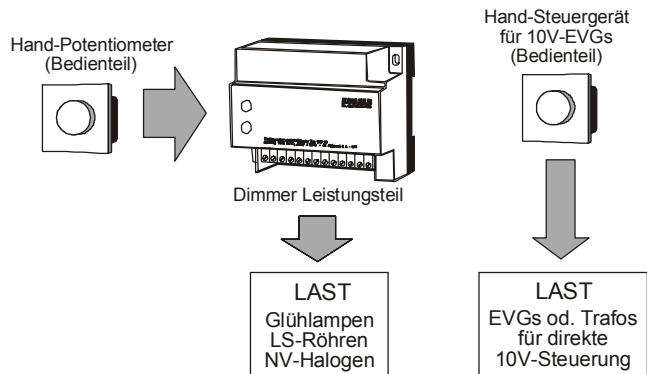 Hand-Potentiometer
(Bedienteil)
Hand-Steuergerät
für 10V-EVGs
(Bedienteil)
Dimmer Leistungsteil
LAST
Glühlampen
LS-Röhren
NV-Halogen
LAST
EVGs od. Trafos
für direkte
10V-Steuerung